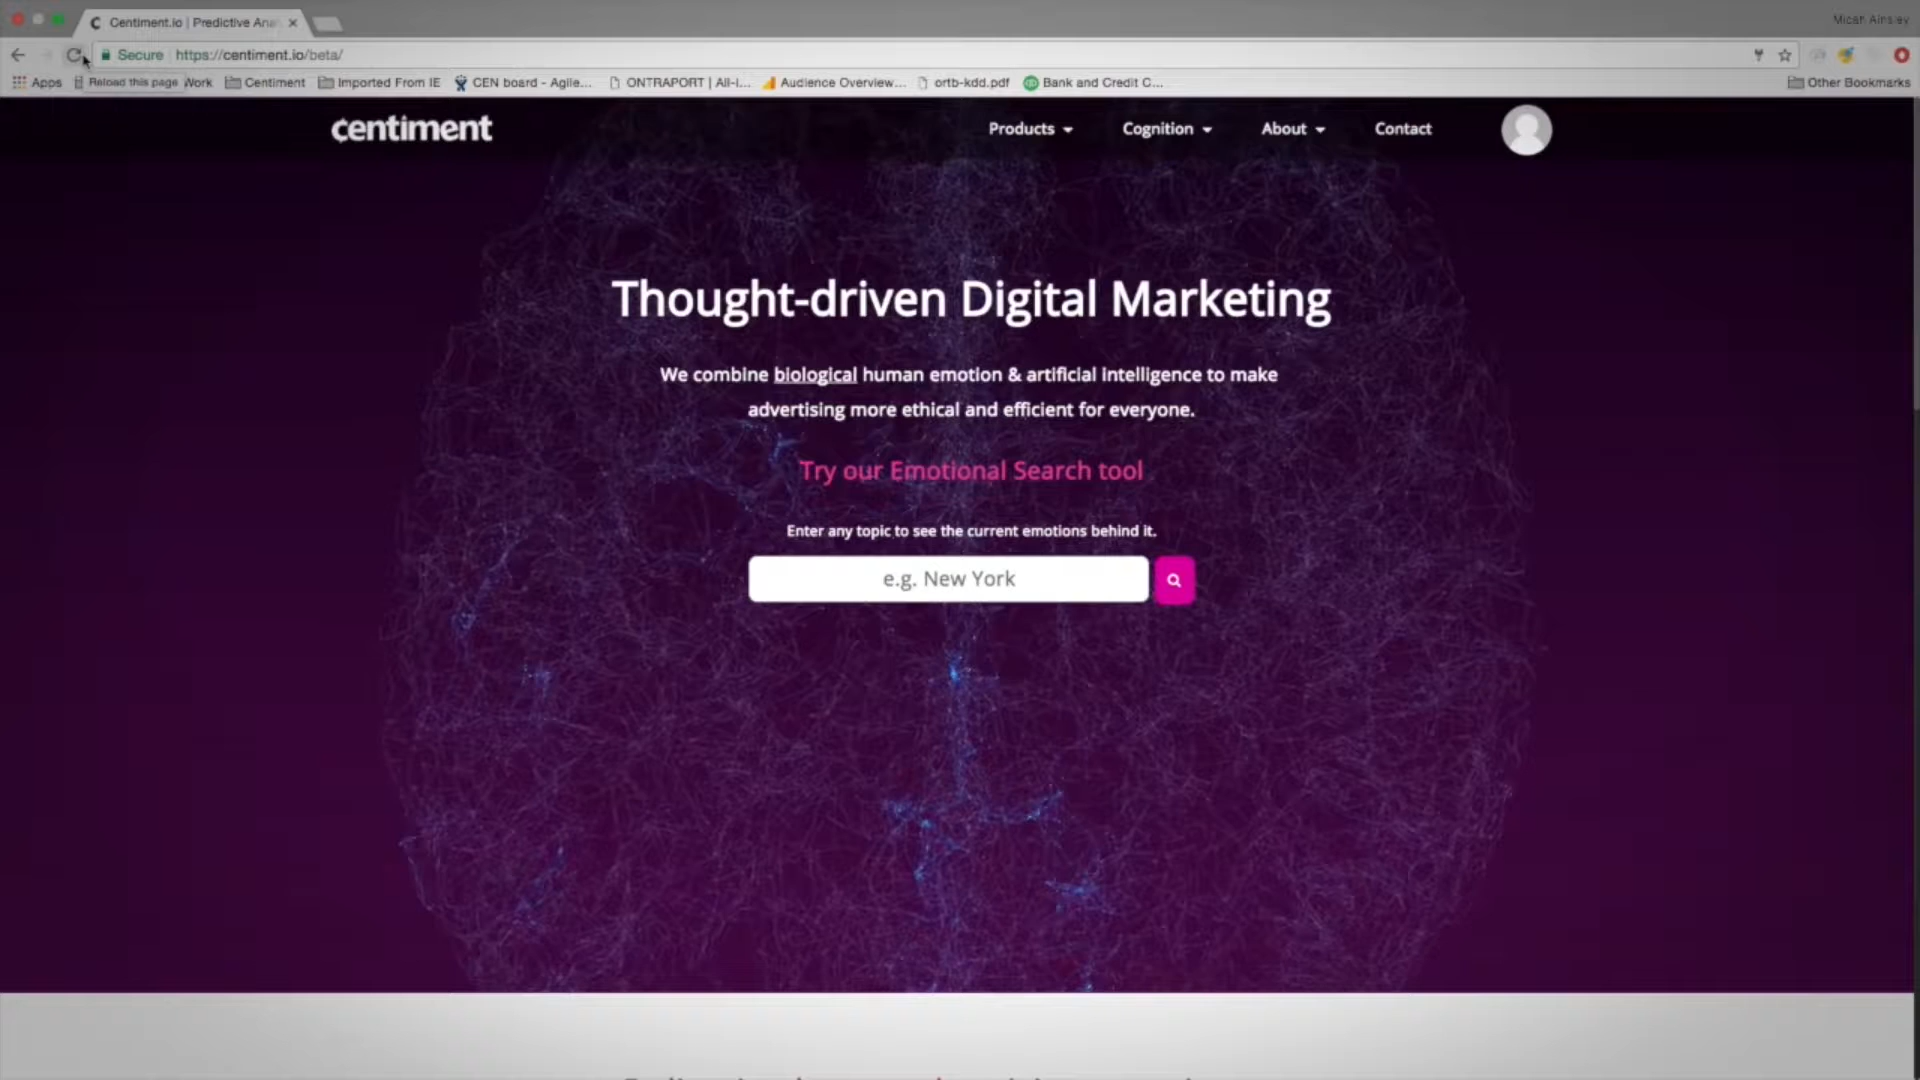 Centiment.io | Predictive Ana
Micah Ainsley
Secure https://centiment.io/beta/
Apps Reload this page Work Centiment Imported From IE CEN board - Agile... ONTRAPORT | All-I... Audience Overview... ortb-kdd.pdf Bank and Credit C... Other Bookmarks
¢entiment Products Cognition About Contact
Thought-driven Digital Marketing
We combine biological human emotion & artificial intelligence to make
advertising more ethical and efficient for everyone.
Try our Emotional Search tool
Enter any topic to see the current emotions behind it.
e.g. New York